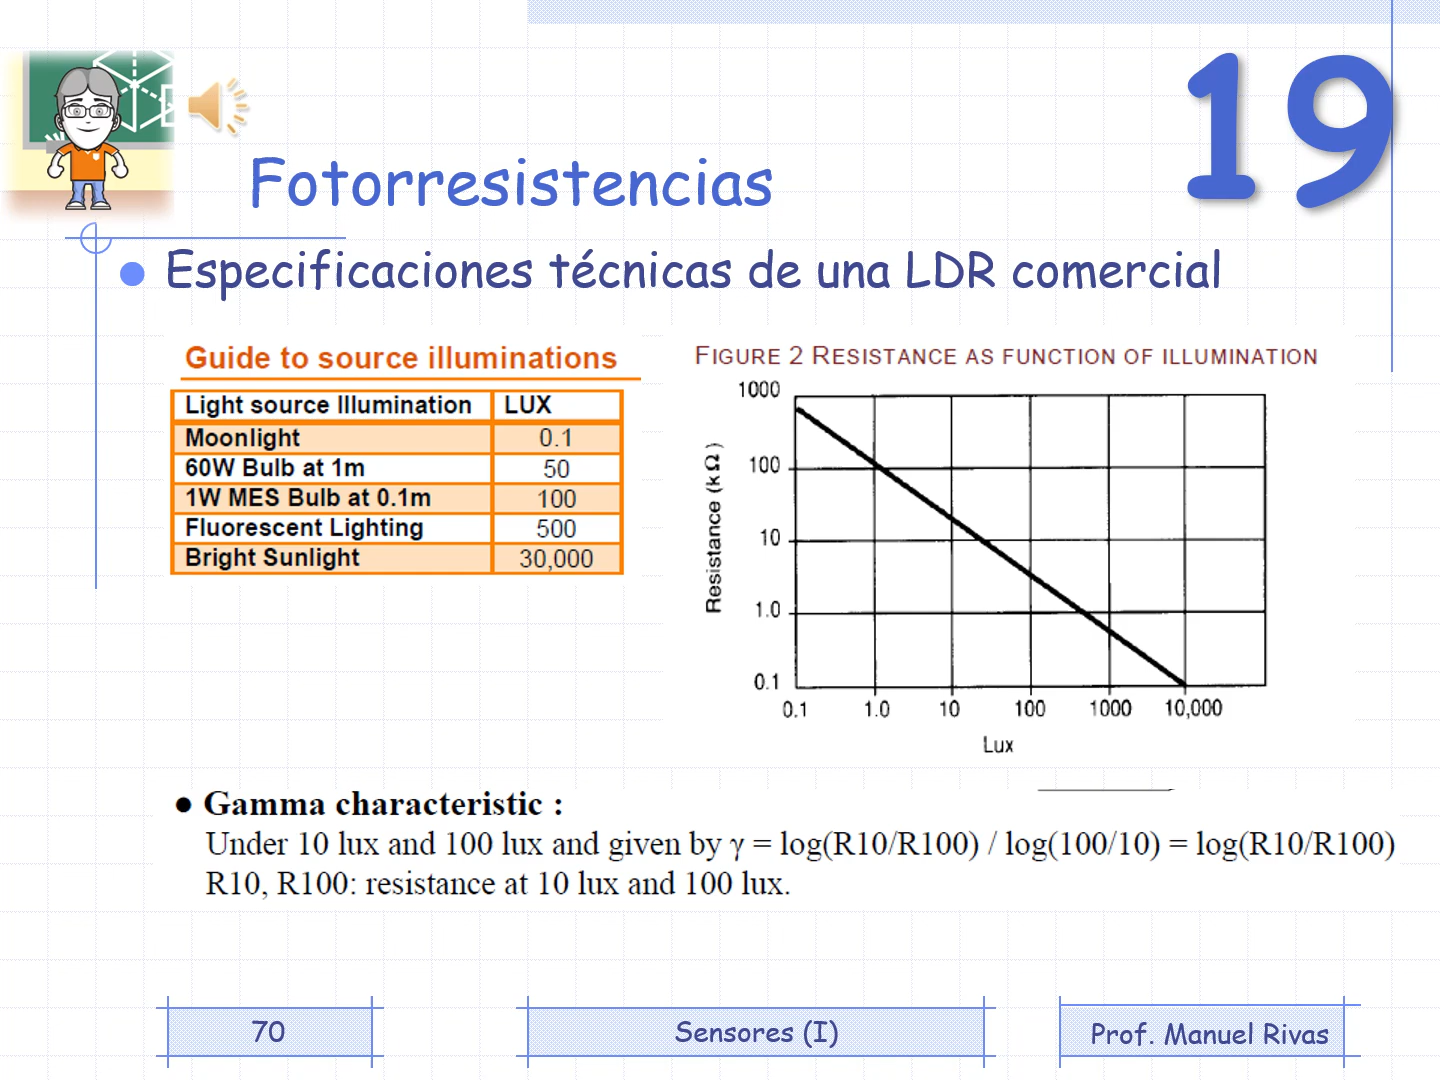 19
Fotorresistencias
Especificaciones técnicas de una LDR comercial
Guide to source illuminations
Light source Illumination LUX
Moonlight 0.1
60W Bulb at 1m 50
1W MES Bulb at 0.1m 100
Fluorescent Lighting 500
Bright Sunlight 30,000
FIGURE 2 RESISTANCE AS FUNCTION OF ILLUMINATION
Resistance (kΩ)
1000
100
10
1.0
0.1
0.1 1.0 10 100 1000 10,000
Lux
● Gamma characteristic :
Under 10 lux and 100 lux and given by γ = log(R10/R100) / log(100/10) = log(R10/R100)
R10, R100: resistance at 10 lux and 100 lux.
70
Sensores (I)
Prof. Manuel Rivas